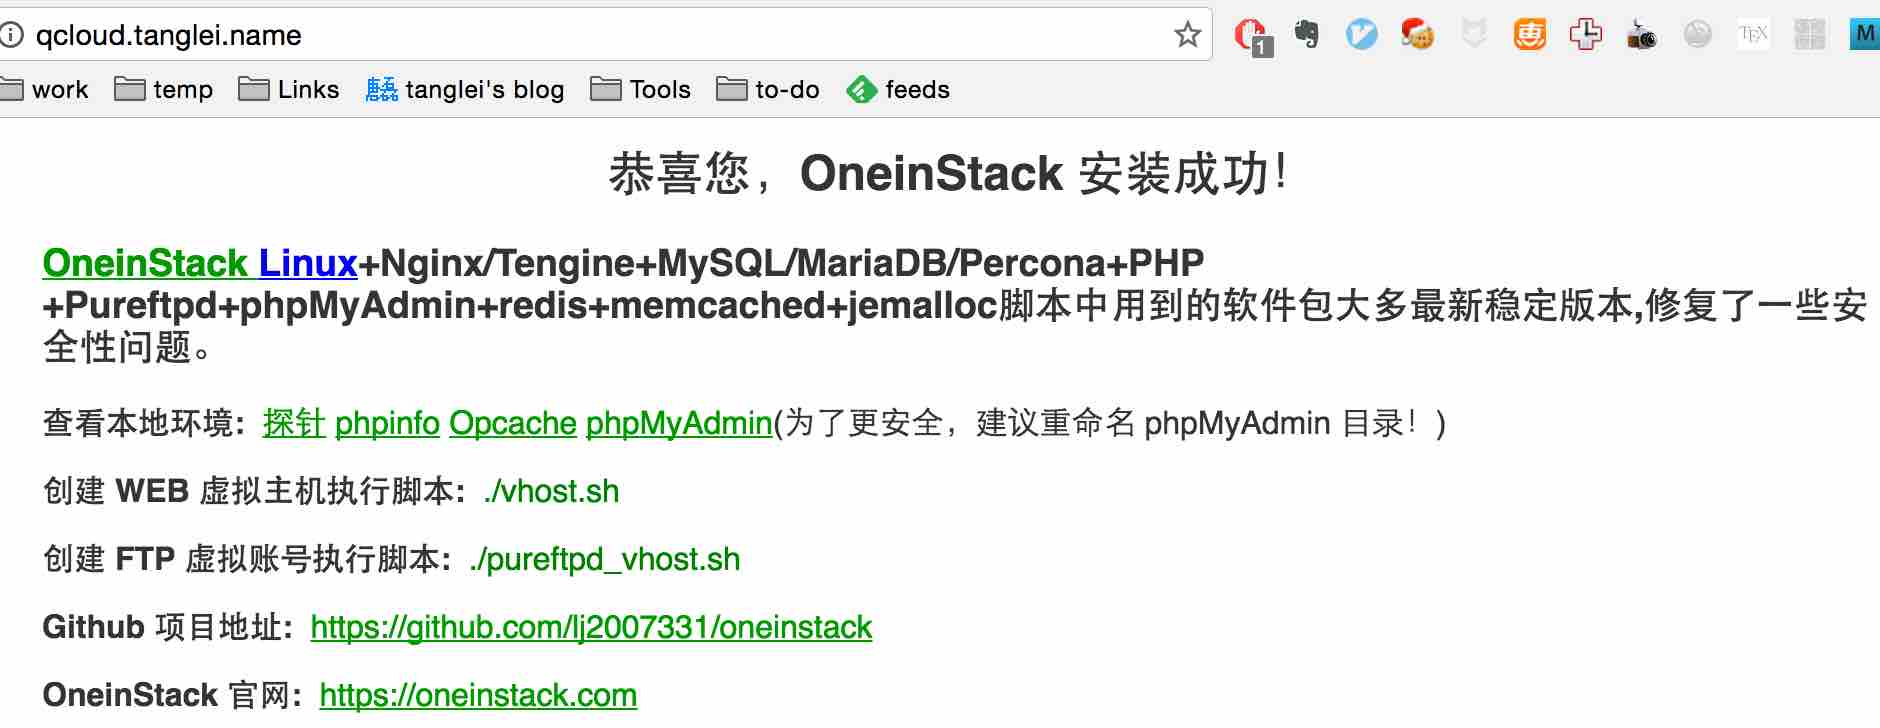 qcloud.tanglei.name
1
惠
TEX
M
work temp Links 唐磊 tanglei's blog Tools to-do feeds
恭喜您，OneinStack 安装成功！
OneinStack Linux+Nginx/Tengine+MySQL/MariaDB/Percona+PHP
+Pureftpd+phpMyAdmin+redis+memcached+jemalloc脚本中用到的软件包大多最新稳定版本,修复了一些安
全性问题。
查看本地环境：探针 phpinfo Opcache phpMyAdmin(为了更安全，建议重命名 phpMyAdmin 目录！)
创建 WEB 虚拟主机执行脚本：./vhost.sh
创建 FTP 虚拟账号执行脚本：./pureftpd_vhost.sh
Github 项目地址：https://github.com/lj2007331/oneinstack
OneinStack 官网：https://oneinstack.com